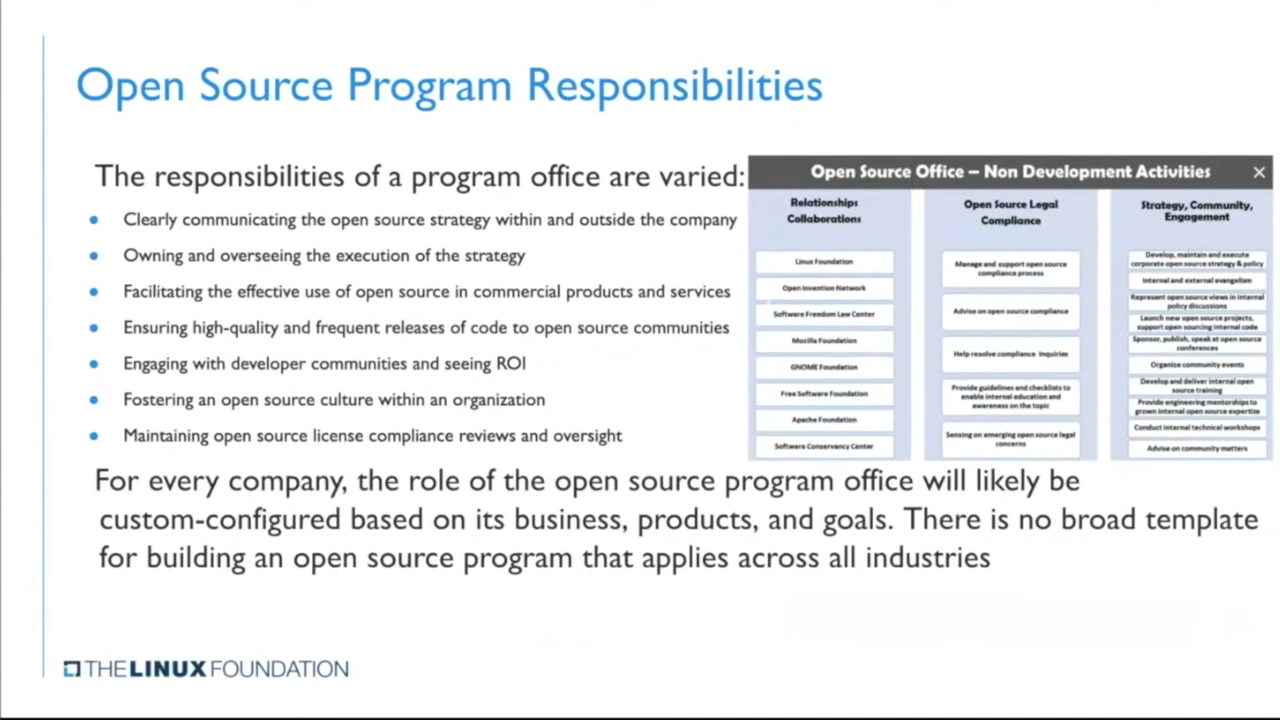 Open Source Program Responsibilities
The responsibilities of a program office are varied:
• Clearly communicating the open source strategy within and outside the company
• Owning and overseeing the execution of the strategy
• Facilitating the effective use of open source in commercial products and services
• Ensuring high-quality and frequent releases of code to open source communities
• Engaging with developer communities and seeing ROI
• Fostering an open source culture within an organization
• Maintaining open source license compliance reviews and oversight
Open Source Office – Non Development Activities
Relationships
Collaborations
Linux Foundation
Open Invention Network
Software Freedom Law Center
Mozilla Foundation
GNOME Foundation
Free Software Foundation
Apache Foundation
Software Conservancy Center
Open Source Legal
Compliance
Manage and support open source
compliance process
Advise on open source compliance
Help resolve compliance inquiries
Provide guidelines and checklists to
enable internal education and
awareness on the topic
Sensing on emerging open source legal
concerns
Strategy, Community,
Engagement
Develop, maintain and execute
corporate open source strategy & policy
Internal and external evangelism
Represent open source views in internal
policy discussions
Launch new open source projects,
support open sourcing internal code
Sponsor, publish, speak at open source
conferences
Organize community events
Develop and deliver internal open
source training
Provide engineering mentorships to
grown internal open source expertise
Conduct internal technical workshops
Advise on community matters
For every company, the role of the open source program office will likely be
custom-configured based on its business, products, and goals. There is no broad template
for building an open source program that applies across all industries
THE LINUX FOUNDATION